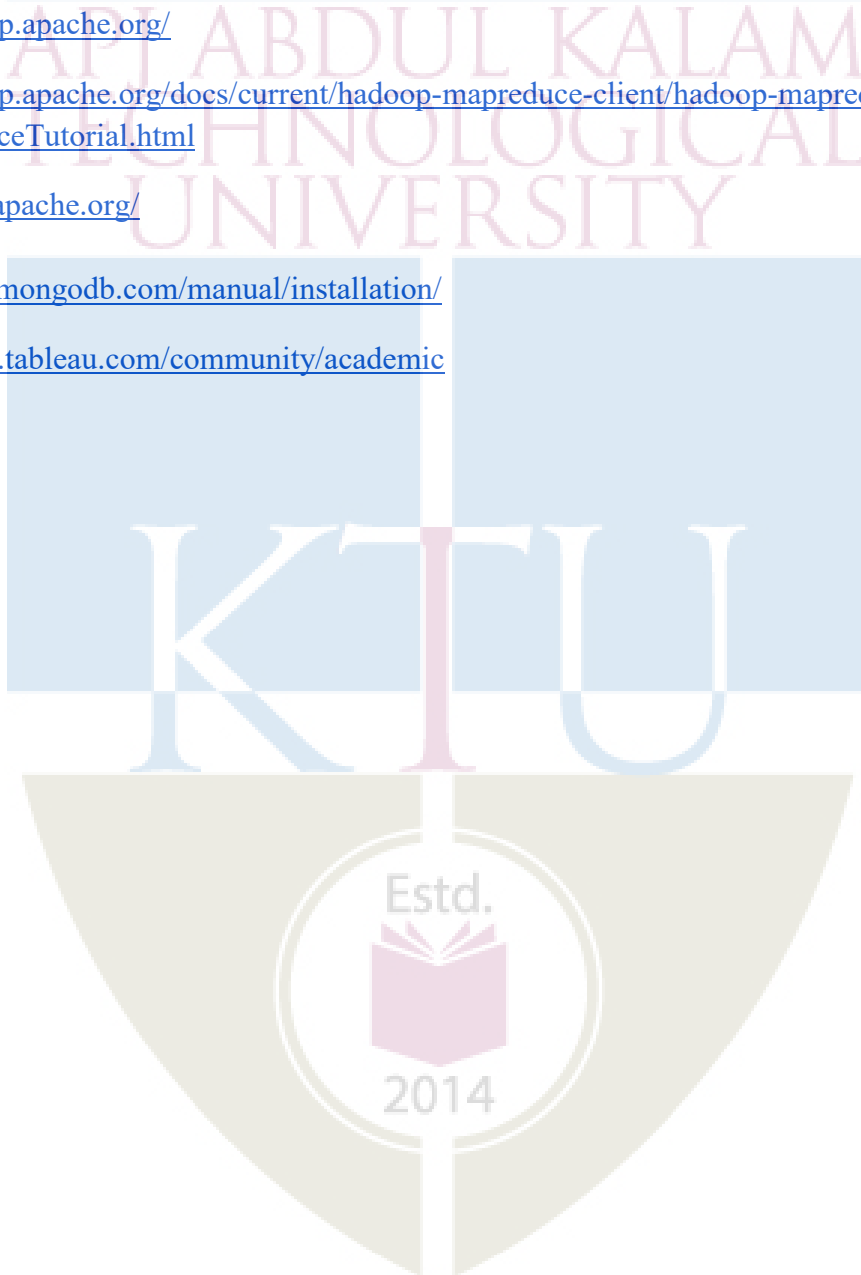 p.apache.org/
APJ ABDUL KALAM
p.apache.org/docs/current/hadoop-mapreduce-client/hadoop-mapred
ceTutorial.html
TECHNOLOGICAL
apache.org/
UNIVERSITY
mongodb.com/manual/installation/
.tableau.com/community/academic
KTU
Estd.
2014